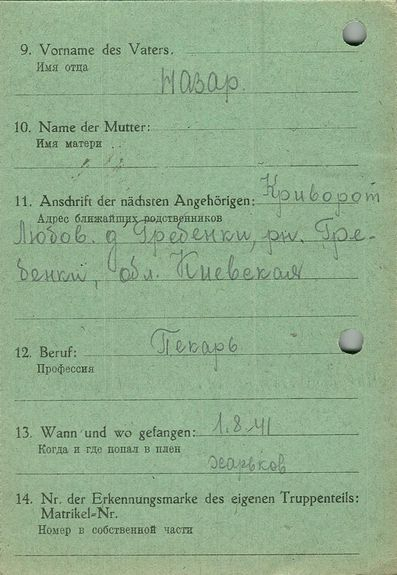 9. Vorname des Vaters.
Имя отца
Назар.
10. Name der Mutter:
Имя матери
11. Anschrift der nächsten Angehörigen: Криворот
Адрес ближайших родственников
Любов. д Гребенки, рн. Гре-
бенки, обл. Киевская
12. Beruf: Пекарь
Профессия
13. Wann und wo gefangen: 1.8.41
Когда и где попал в плен
Харьков
14. Nr. der Erkennungsmarke des eigenen Truppenteils:
Matrikel-Nr.
Номер в собственной части